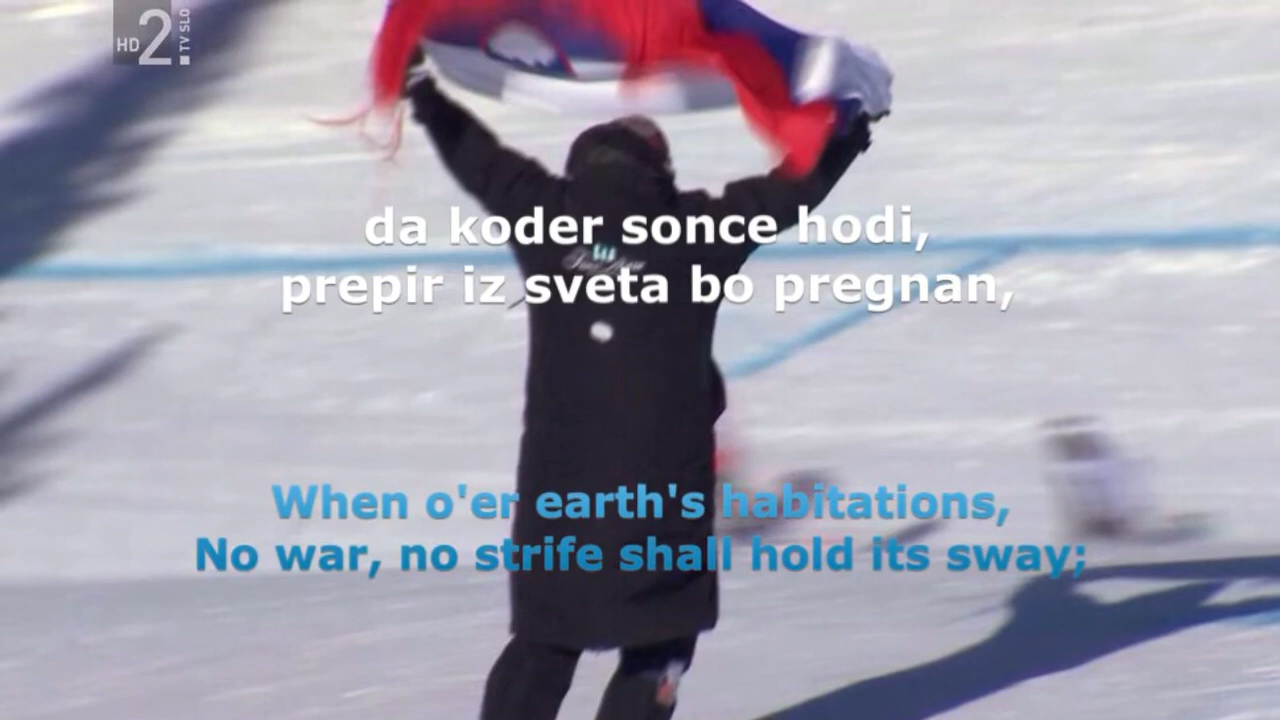 HD 2. TV SLO
da koder sonce hodi,
prepir iz sveta bo pregnan,
When o'er earth's habitations,
No war, no strife shall hold its sway;